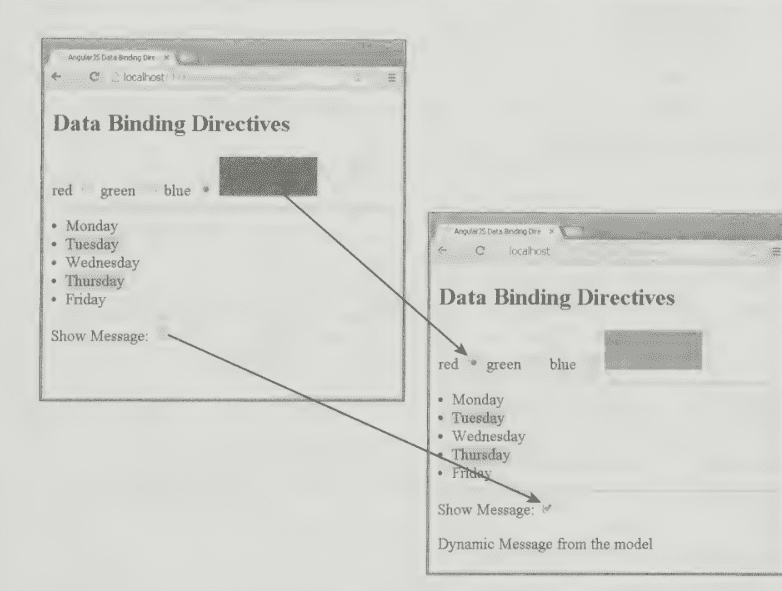 AngularJS Data Binding Dire ×
localhost
Data Binding Directives
red green blue
• Monday
• Tuesday
• Wednesday
• Thursday
• Friday
Show Message:
AngularJS Data Binding Dire ×
localhost
Data Binding Directives
red green blue
• Monday
• Tuesday
• Wednesday
• Thursday
• Friday
Show Message:
Dynamic Message from the model